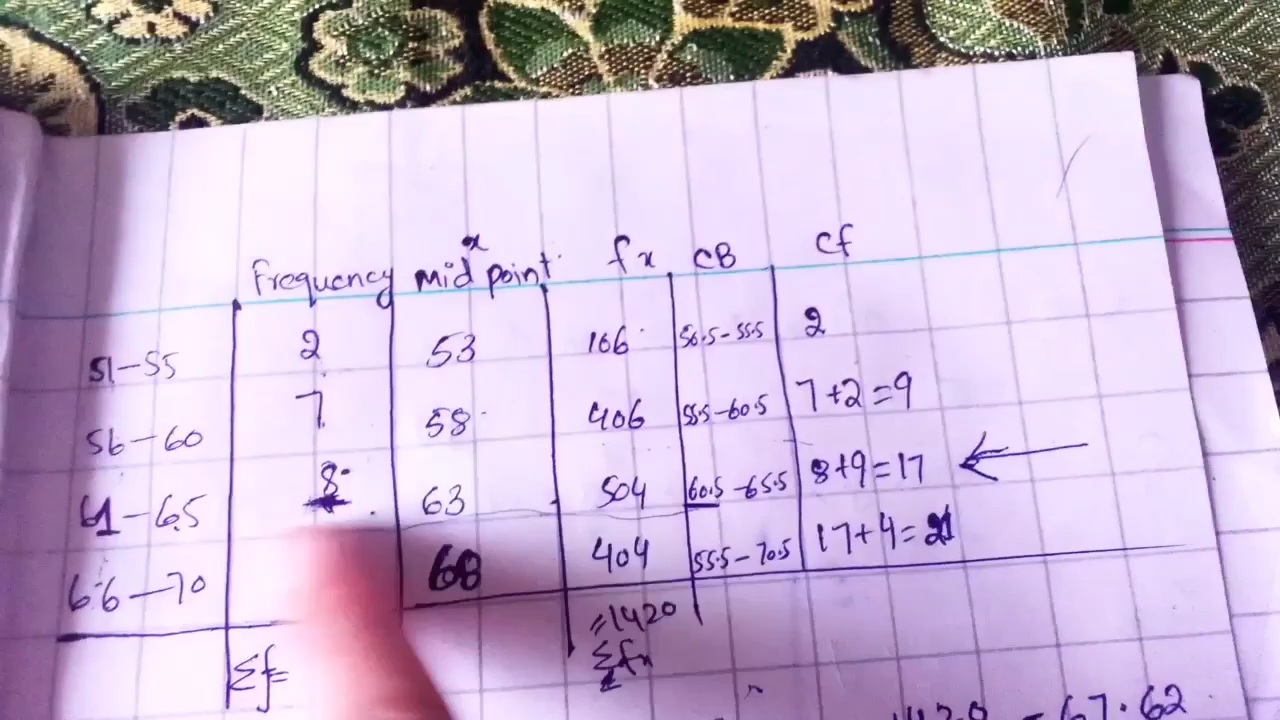 Frequency x Mid point fx CB Cf
51-55 2 53 106 50.5-55.5 2
56-60 7 58 406 55.5-60.5 7+2=9
61-65 8 63 504 60.5-65.5 8+9=17
66-70 68 404 55.5-70.5 17+4=21
=1420
Σf= Σfx
67.62